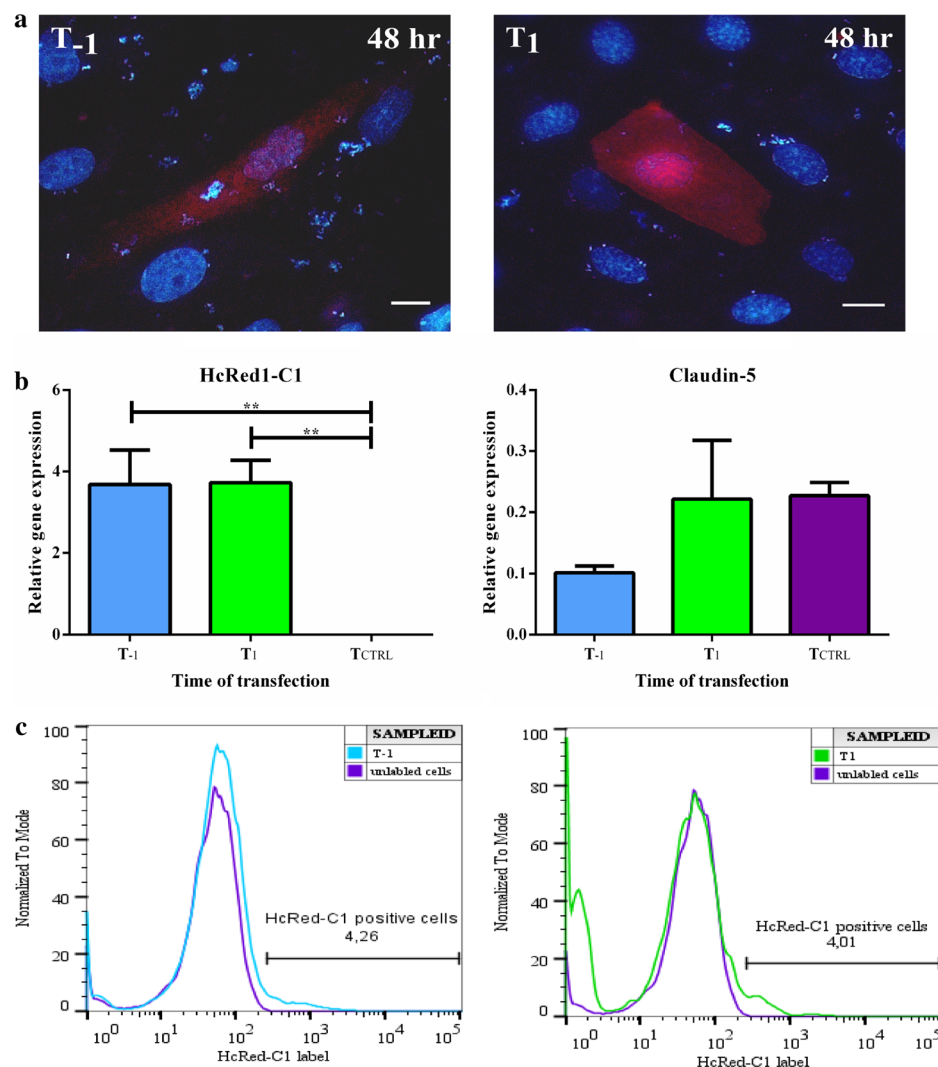 a
T-1 48 hr
T1 48 hr
b
HcRed1-C1
Relative gene expression
6
4
2
0
**
**
T-1 T1 TCTRL
Time of transfection
Claudin-5
Relative gene expression
0.4
0.3
0.2
0.1
0.0
T-1 T1 TCTRL
Time of transfection
c
SAMPLEID
T-1
unlabled cells
Normalized To Mode
100
80
60
40
20
0
HcRed-C1 positive cells
4,26
10^0 10^1 10^2 10^3 10^4 10^5
HcRed-C1 label
SAMPLEID
T1
unlabled cells
Normalized To Mode
100
80
60
40
20
0
HcRed-C1 positive cells
4,01
10^0 10^1 10^2 10^3 10^4 10^5
HcRed-C1 label